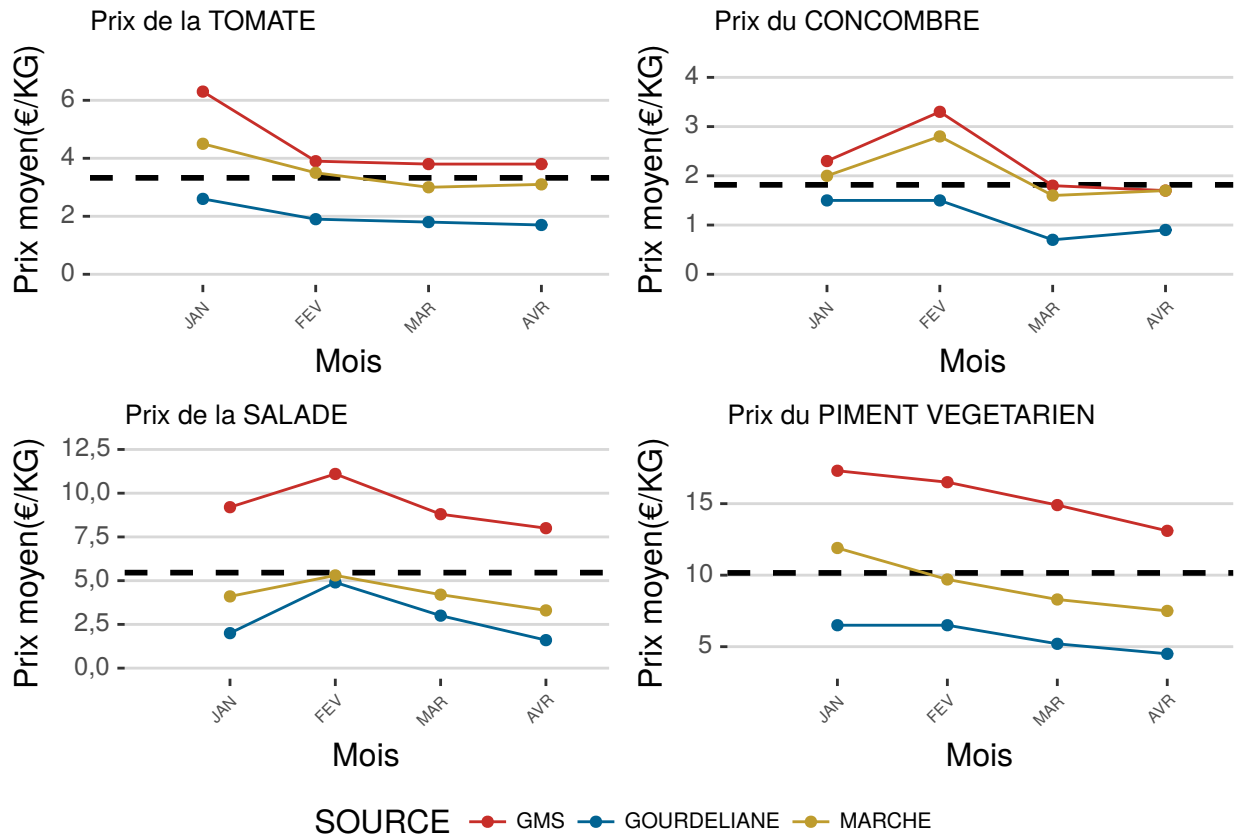 Prix de la TOMATE
Prix moyen(€/KG)
6
4
2
0
JAN
FEV
MAR
AVR
Mois
Prix du CONCOMBRE
Prix moyen(€/KG)
4
3
2
1
0
JAN
FEV
MAR
AVR
Mois
Prix de la SALADE
Prix moyen(€/KG)
12,5
10,0
7,5
5,0
2,5
0,0
JAN
FEV
MAR
AVR
Mois
Prix du PIMENT VEGETARIEN
Prix moyen(€/KG)
15
10
5
JAN
FEV
MAR
AVR
Mois
SOURCE GMS GOURDELIANE MARCHE